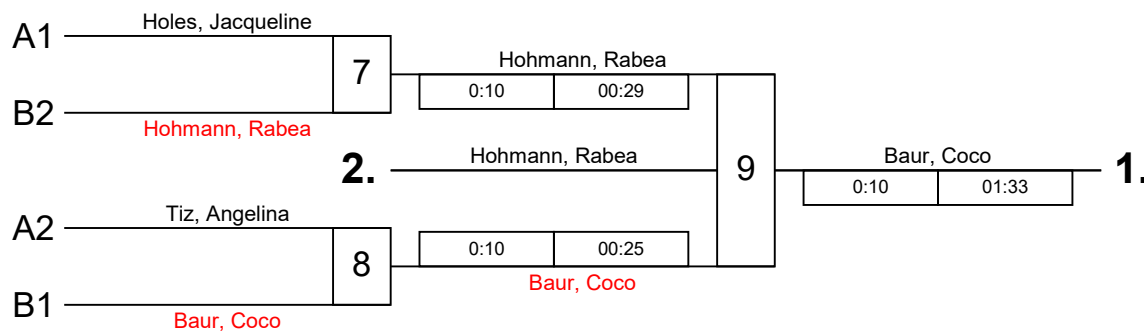 A1 Holes, Jacqueline
7
Hohmann, Rabea
0:10 00:29
B2 Hohmann, Rabea
2. Hohmann, Rabea
9
Baur, Coco
1.
0:10 01:33
A2 Tiz, Angelina
8
0:10 00:25
Baur, Coco
B1 Baur, Coco